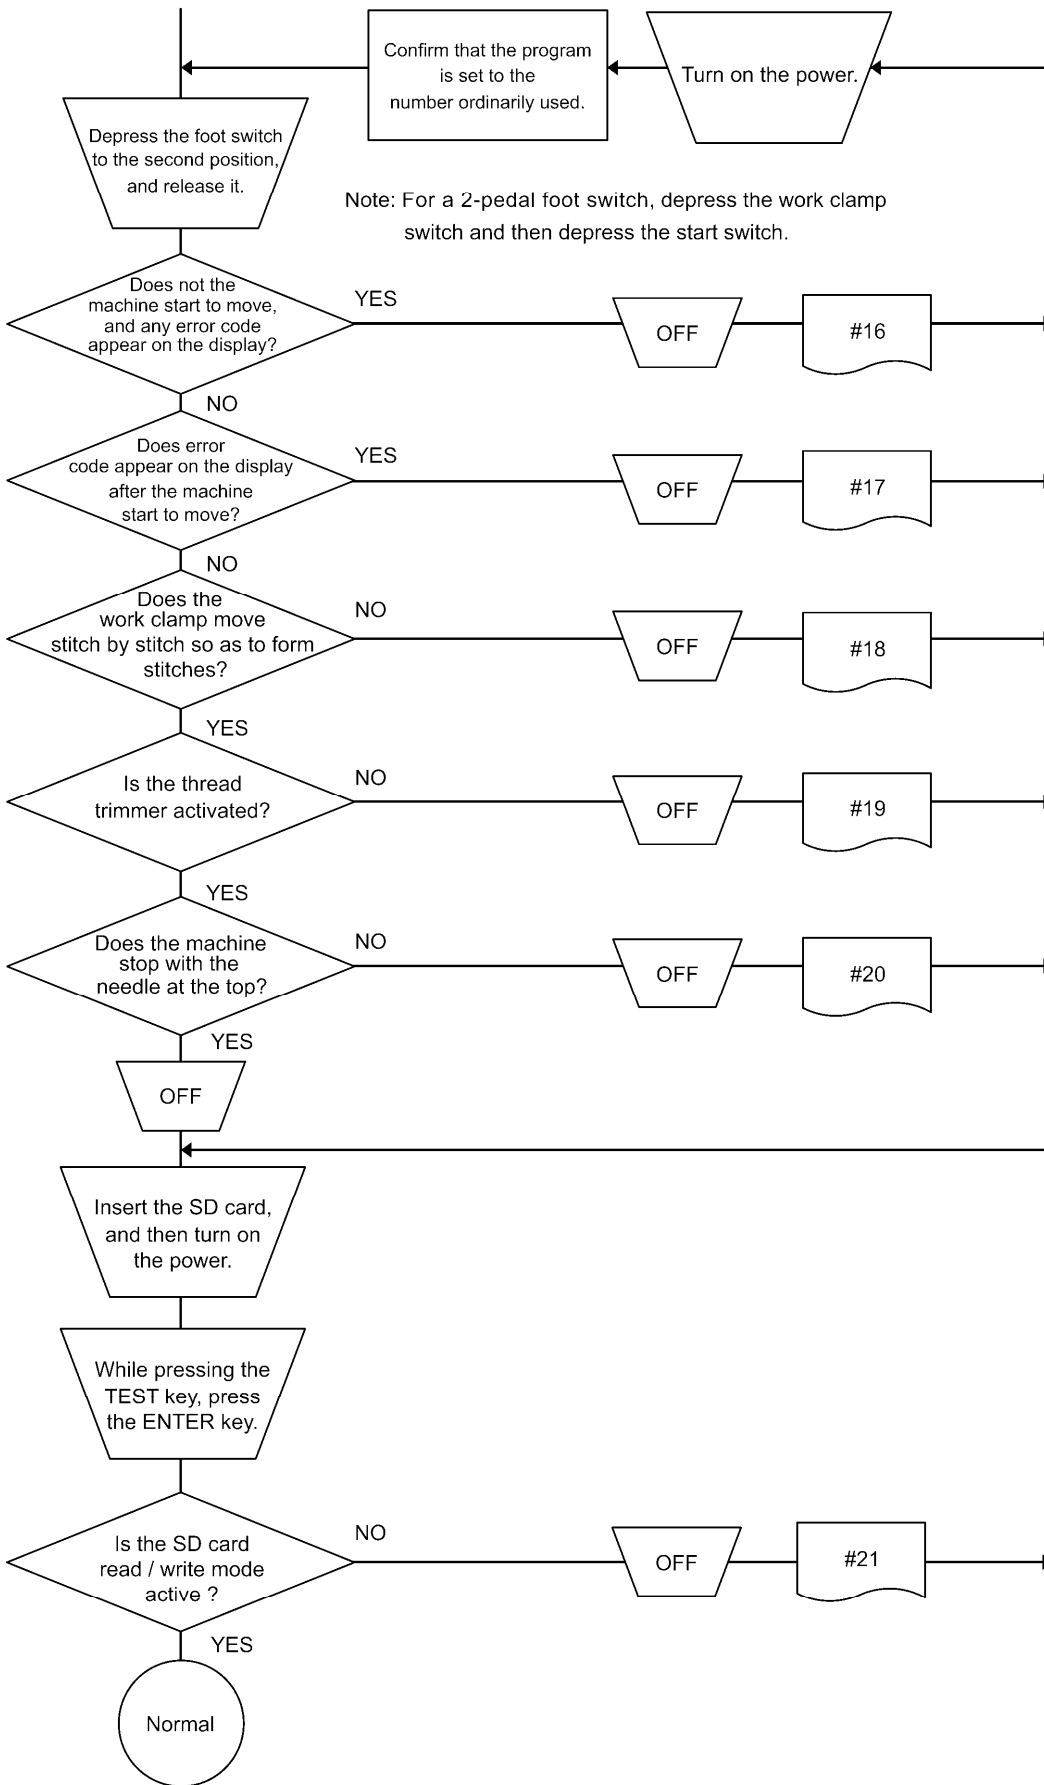 Confirm that the program
is set to the
number ordinarily used.
Turn on the power.
Depress the foot switch
to the second position,
and release it.
Note: For a 2-pedal foot switch, depress the work clamp
switch and then depress the start switch.
Does not the
machine start to move,
and any error code
appear on the display?
YES
OFF
#16
NO
Does error
code appear on the display
after the machine
start to move?
YES
OFF
#17
NO
Does the
work clamp move
stitch by stitch so as to form
stitches?
NO
OFF
#18
YES
Is the thread
trimmer activated?
NO
OFF
#19
YES
Does the machine
stop with the
needle at the top?
NO
OFF
#20
YES
OFF
Insert the SD card,
and then turn on
the power.
While pressing the
TEST key, press
the ENTER key.
Is the SD card
read / write mode
active ?
NO
OFF
#21
YES
Normal